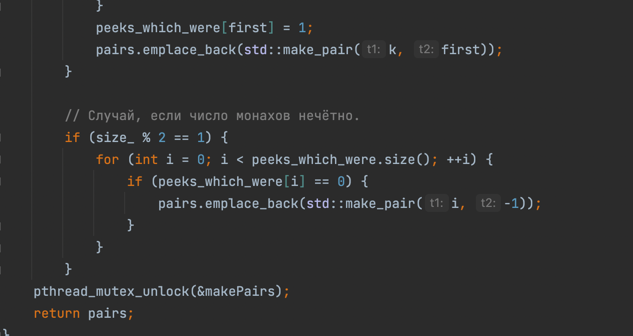 }
peeks_which_were[first] = 1;
pairs.emplace_back(std::make_pair( t1: k, t2: first));
}
// Случай, если число монахов нечётно.
if (size_ % 2 == 1) {
for (int i = 0; i < peeks_which_were.size(); ++i) {
if (peeks_which_were[i] == 0) {
pairs.emplace_back(std::make_pair( t1: i, t2: -1));
}
}
}
pthread_mutex_unlock(&makePairs);
return pairs;
}